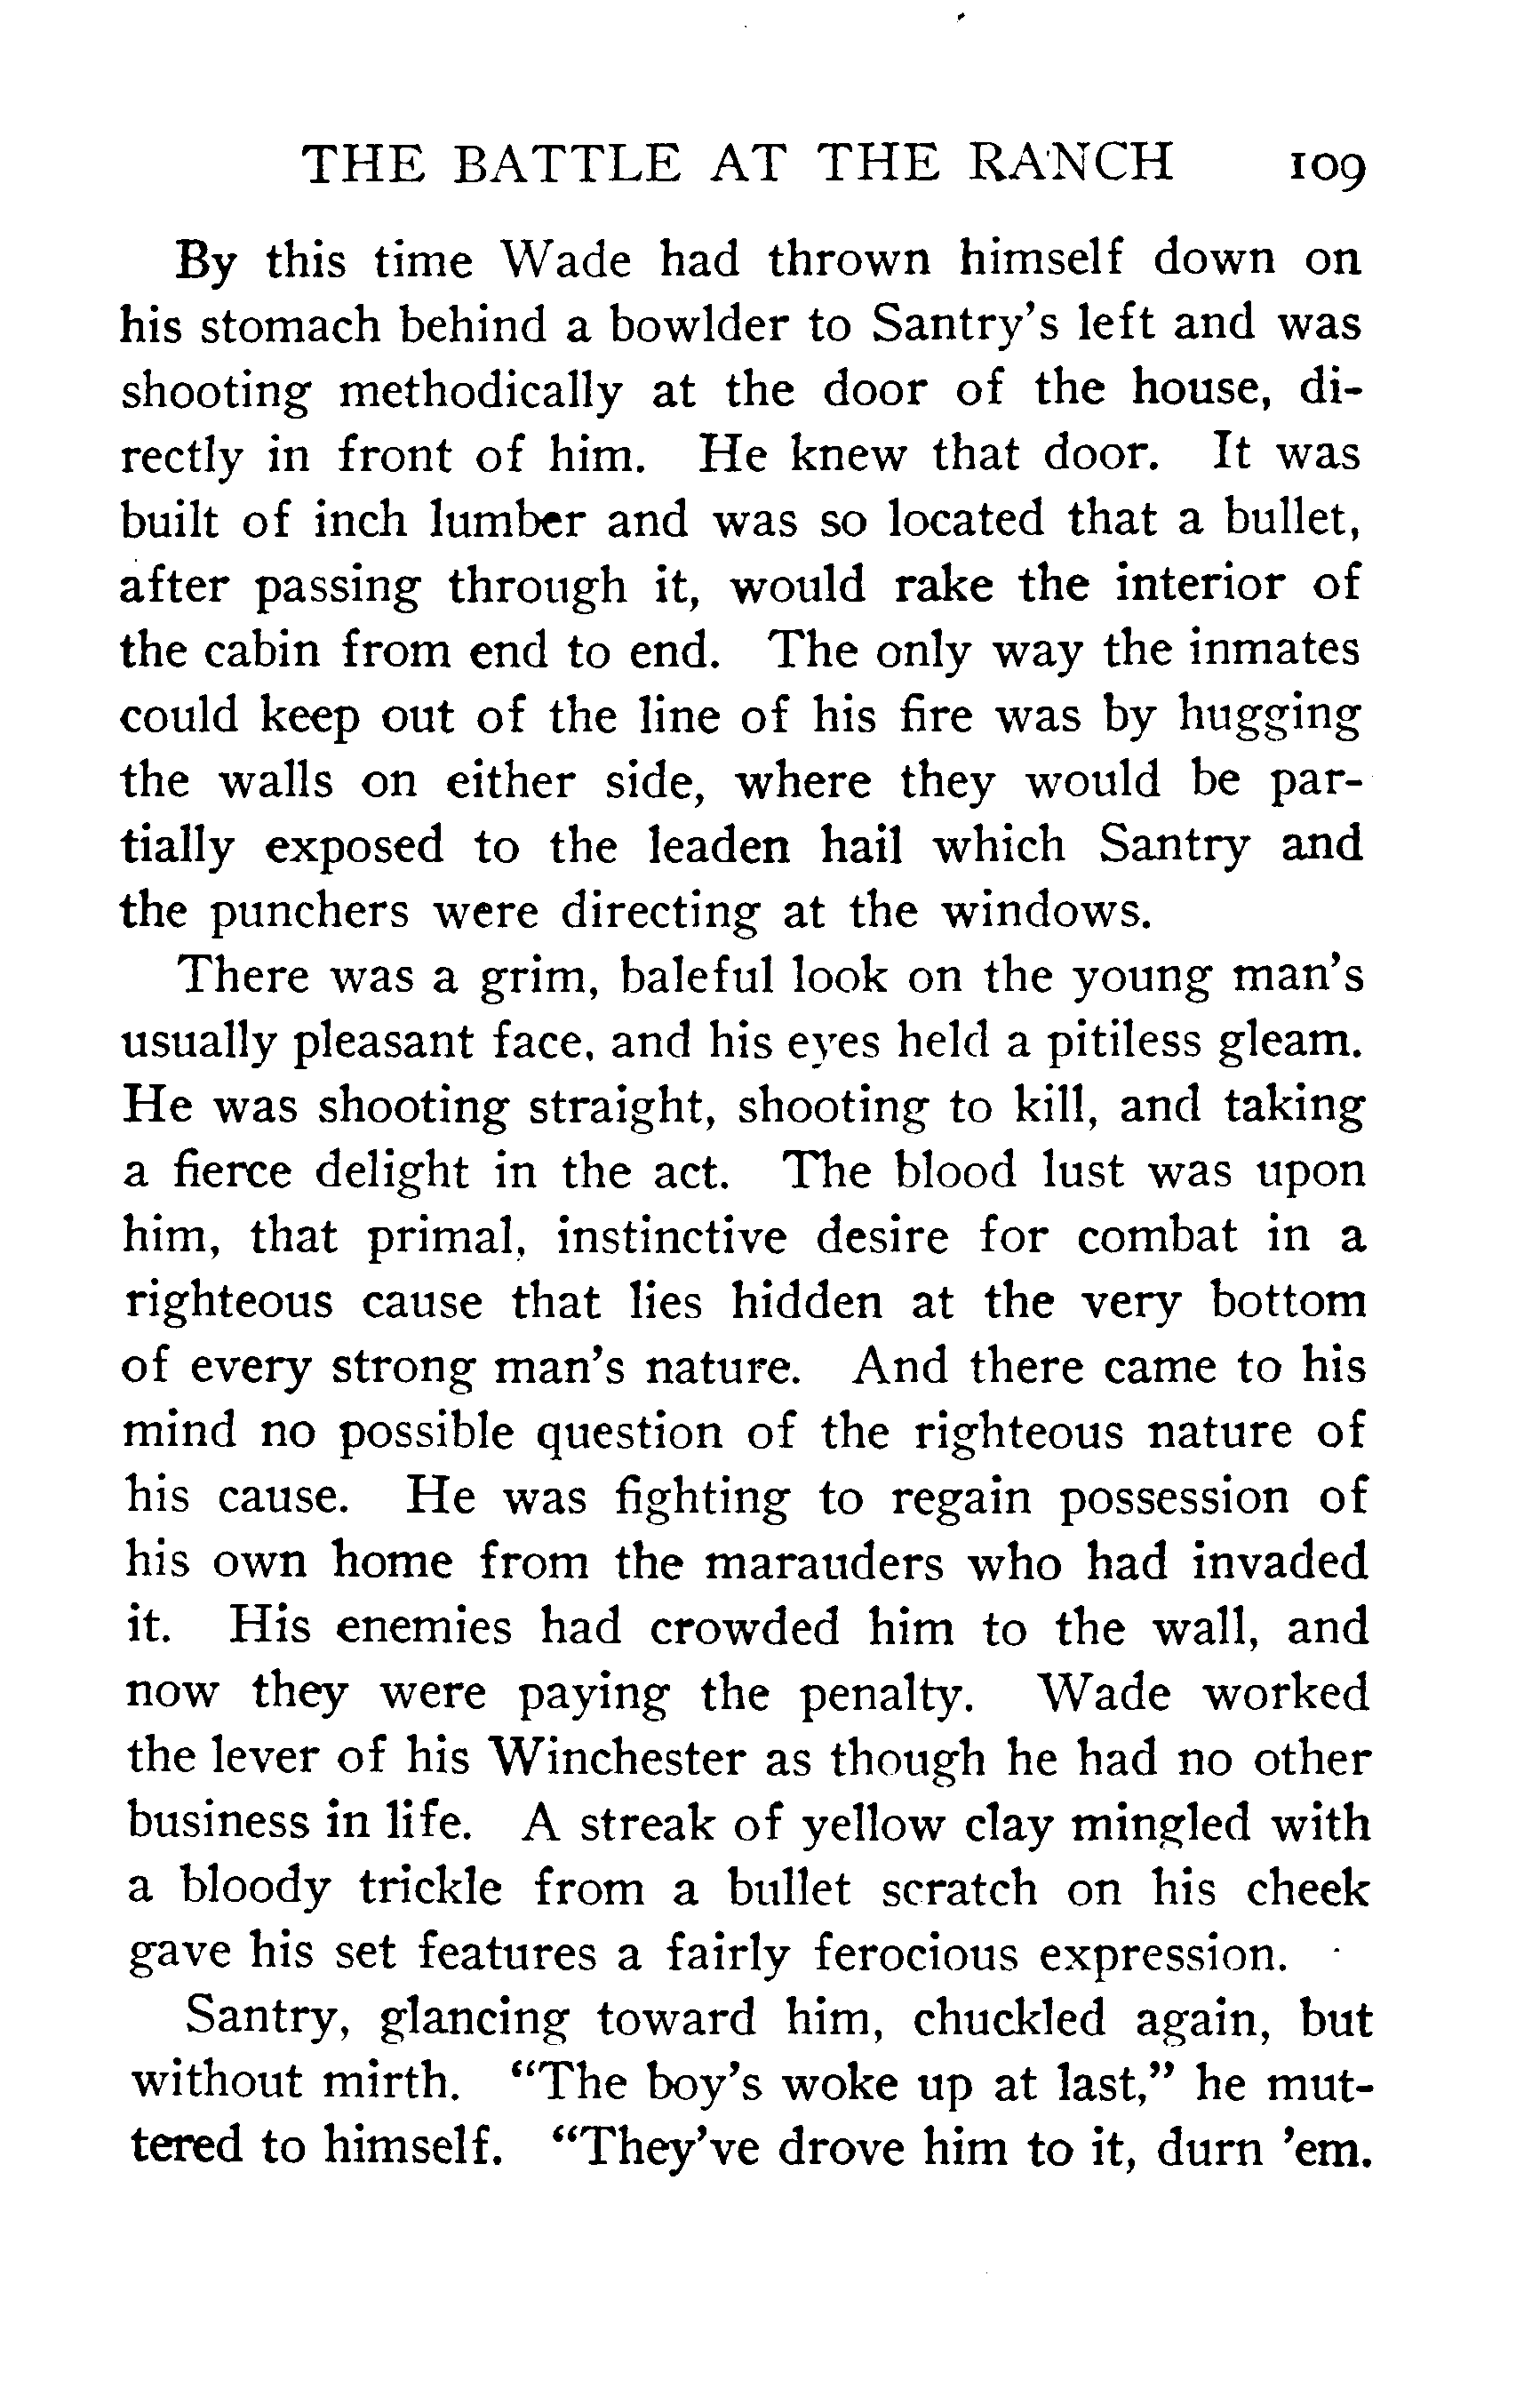 THE BATTLE AT THE RANCH 109
By this time Wade had thrown himself down on
his stomach behind a bowlder to Santry's left and was
shooting methodically at the door of the house, di-
rectly in front of him. He knew that door. It was
built of inch lumber and was so located that a bullet,
after passing through it, would rake the interior of
the cabin from end to end. The only way the inmates
could keep out of the line of his fire was by hugging
the walls on either side, where they would be par-
tially exposed to the leaden hail which Santry and
the punchers were directing at the windows.
There was a grim, baleful look on the young man's
usually pleasant face, and his eyes held a pitiless gleam.
He was shooting straight, shooting to kill, and taking
a fierce delight in the act. The blood lust was upon
him, that primal, instinctive desire for combat in a
righteous cause that lies hidden at the very bottom
of every strong man's nature. And there came to his
mind no possible question of the righteous nature of
his cause. He was fighting to regain possession of
his own home from the marauders who had invaded
it. His enemies had crowded him to the wall, and
now they were paying the penalty. Wade worked
the lever of his Winchester as though he had no other
business in life. A streak of yellow clay mingled with
a bloody trickle from a bullet scratch on his cheek
gave his set features a fairly ferocious expression.
Santry, glancing toward him, chuckled again, but
without mirth. "The boy's woke up at last," he mut-
tered to himself. "They've drove him to it, durn 'em.